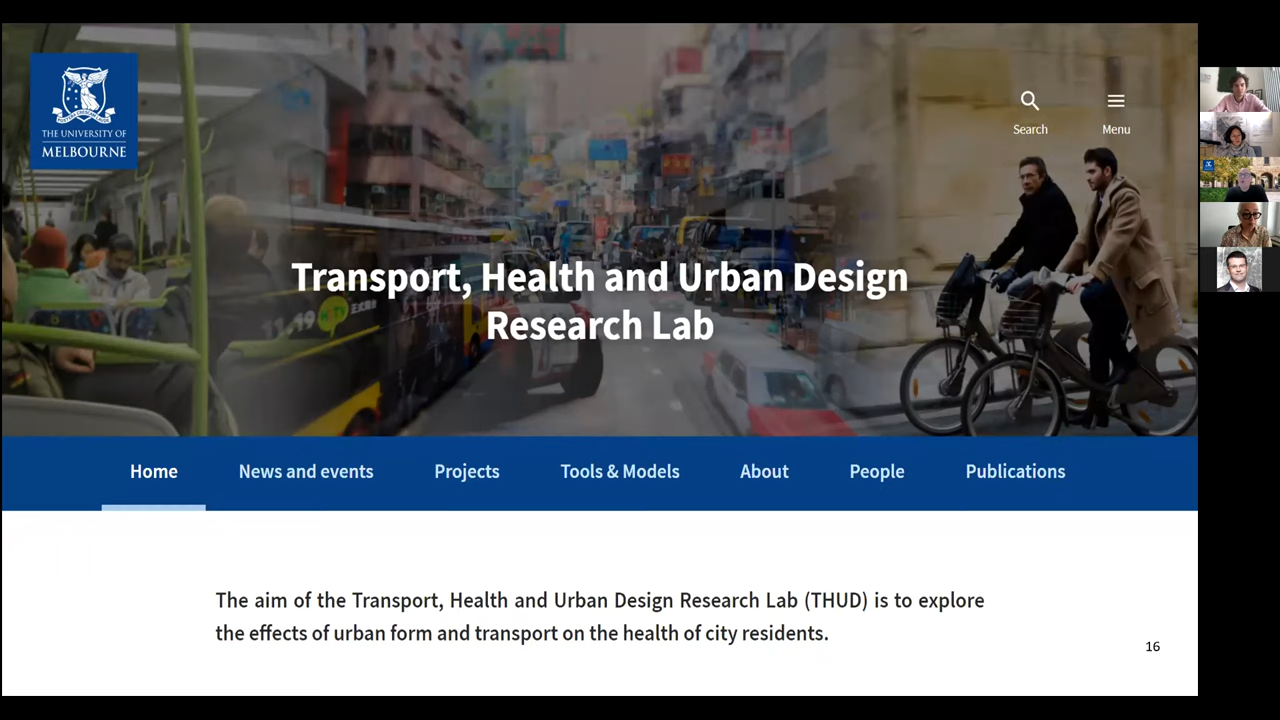 THE UNIVERSITY OF
MELBOURNE
Search
Menu
Transport, Health and Urban Design
Research Lab
Home
News and events
Projects
Tools & Models
About
People
Publications
The aim of the Transport, Health and Urban Design Research Lab (THUD) is to explore
the effects of urban form and transport on the health of city residents.
16